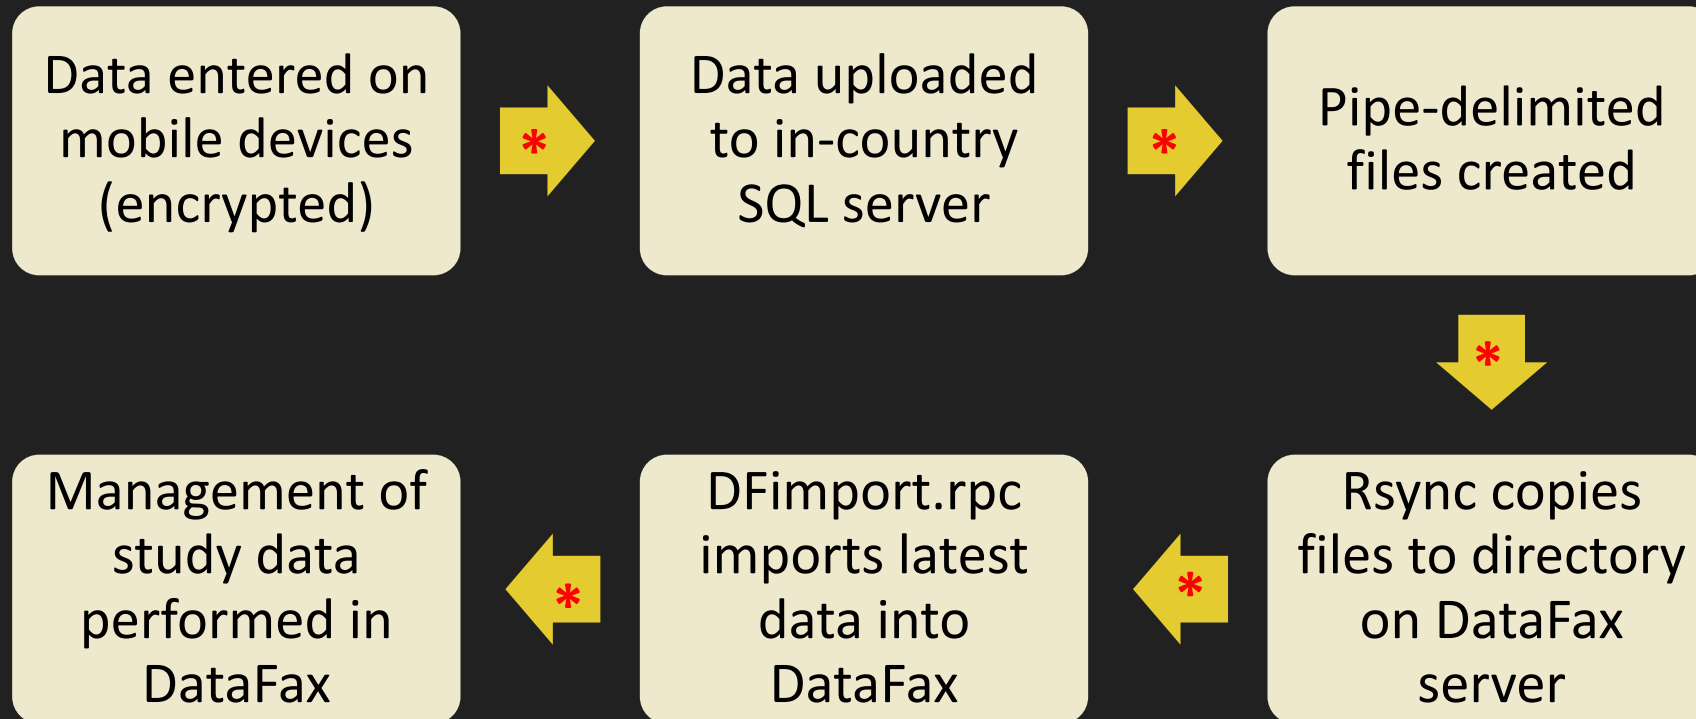 Data entered on
mobile devices
(encrypted)
*
Data uploaded
to in-country
SQL server
*
Pipe-delimited
files created
*
Rsync copies
files to directory
on DataFax
server
*
DFimport.rpc
imports latest
data into
DataFax
*
Management of
study data
performed in
DataFax